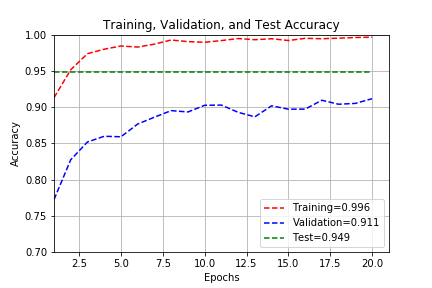 Training, Validation, and Test Accuracy
1.00
0.95
0.90
0.85
0.80
0.75
0.70
Accuracy
Training=0.996
Validation=0.911
Test=0.949
2.5 5.0 7.5 10.0 12.5 15.0 17.5 20.0
Epochs